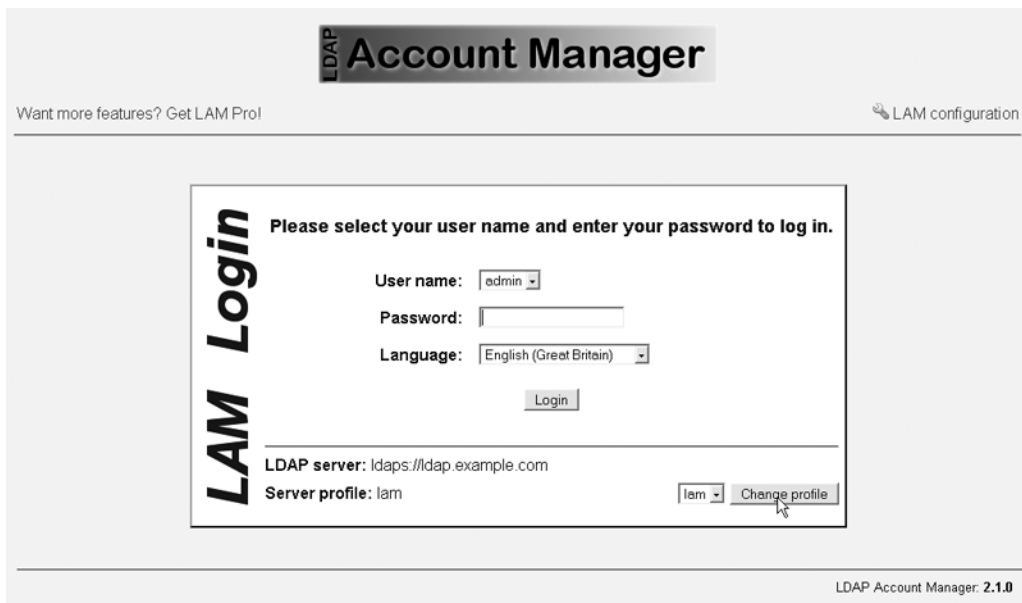 LDAP Account Manager
Want more features? Get LAM Pro!
LAM configuration
LAM Login
Please select your user name and enter your password to log in.
User name: admin
Password:
Language: English (Great Britain)
Login
LDAP server: ldaps://ldap.example.com
Server profile: lam
lam Change profile
LDAP Account Manager: 2.1.0